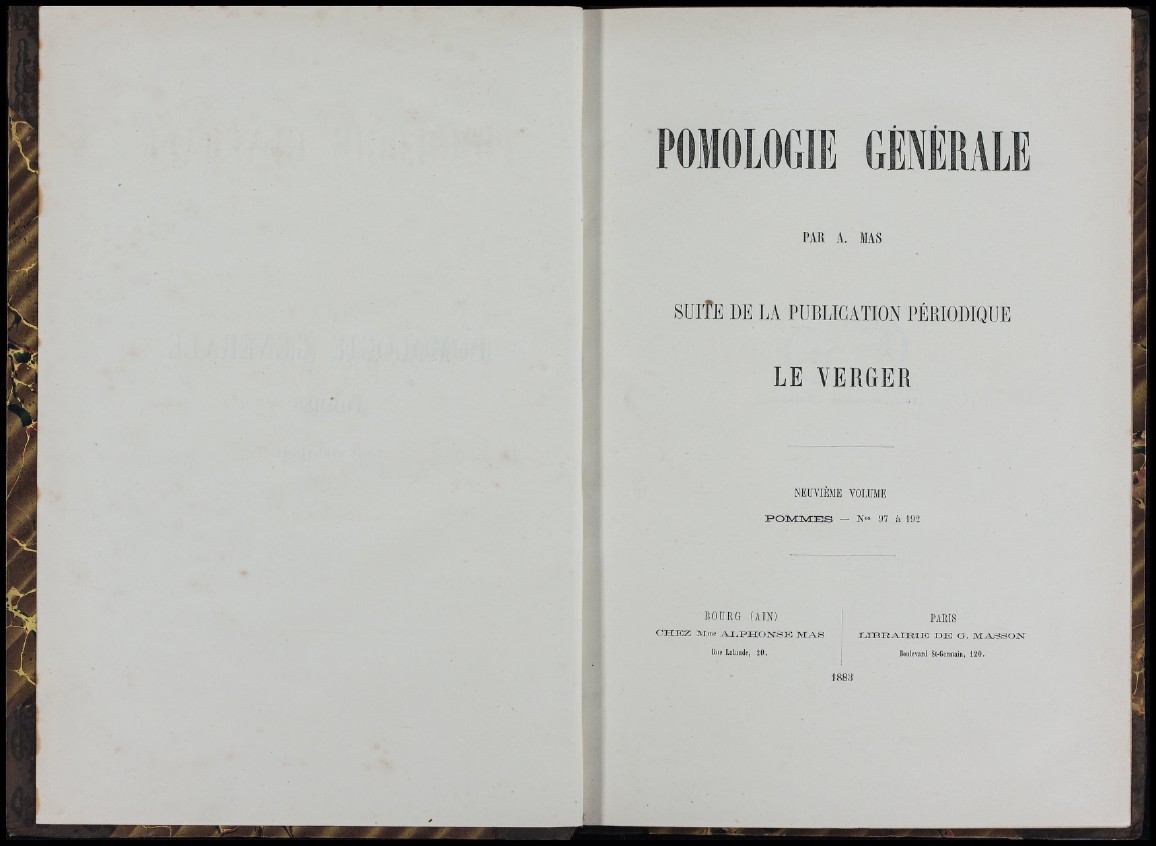 POMOLOGIE GÉNÉRALE
PAR A. MAS
SUITE DE LA PUBLICATION PÉRIODIQUE
LE VERGER
NEUVIÈME VOLUME
POMMES — Nos 97 à 192
BOURG (AIN)
CHEZ Mme ALPHONSE MAS
Rue Lalande, 20.
PARIS
LIBRAIRIE DE G. MASSON
Boulevard St-Germain, 120.
1883